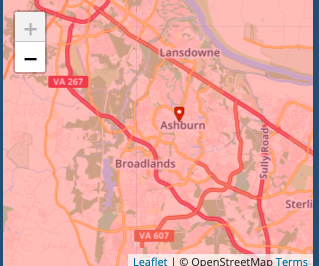 +
−
Lansdowne
VA 267
Ashburn
Sully Road
Broadlands
Sterli
VA 607
Leaflet | © OpenStreetMap Terms